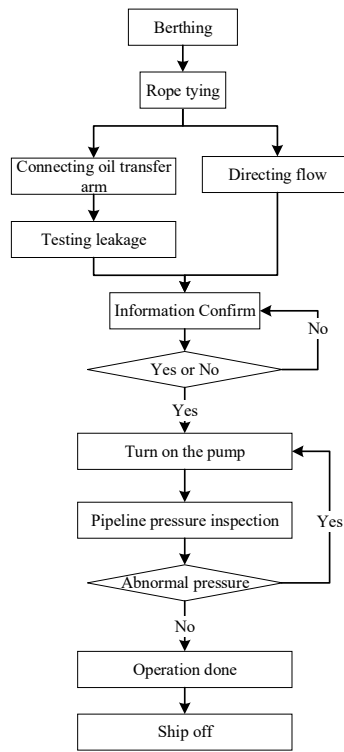 Berthing
Rope tying
Connecting oil transfer
arm
Directing flow
Testing leakage
Information Confirm
No
Yes or No
Yes
Turn on the pump
Pipeline pressure inspection
Yes
Abnormal pressure
No
Operation done
Ship off